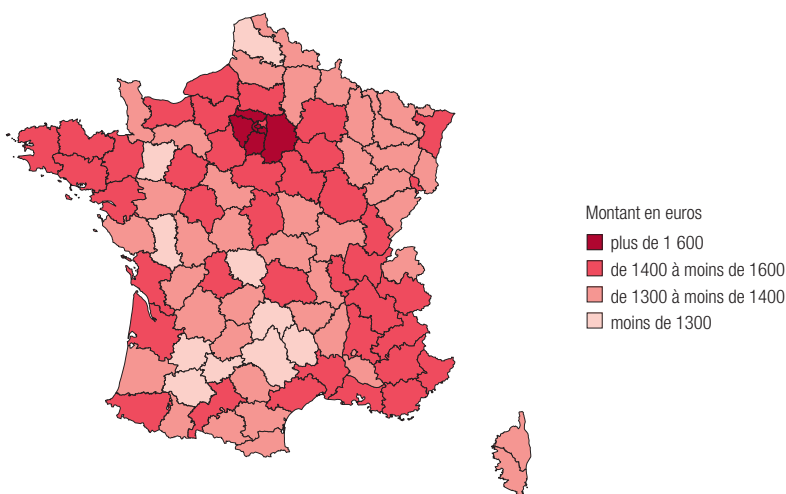 Montant en euros
plus de 1 600
de 1400 à moins de 1600
de 1300 à moins de 1400
moins de 1300